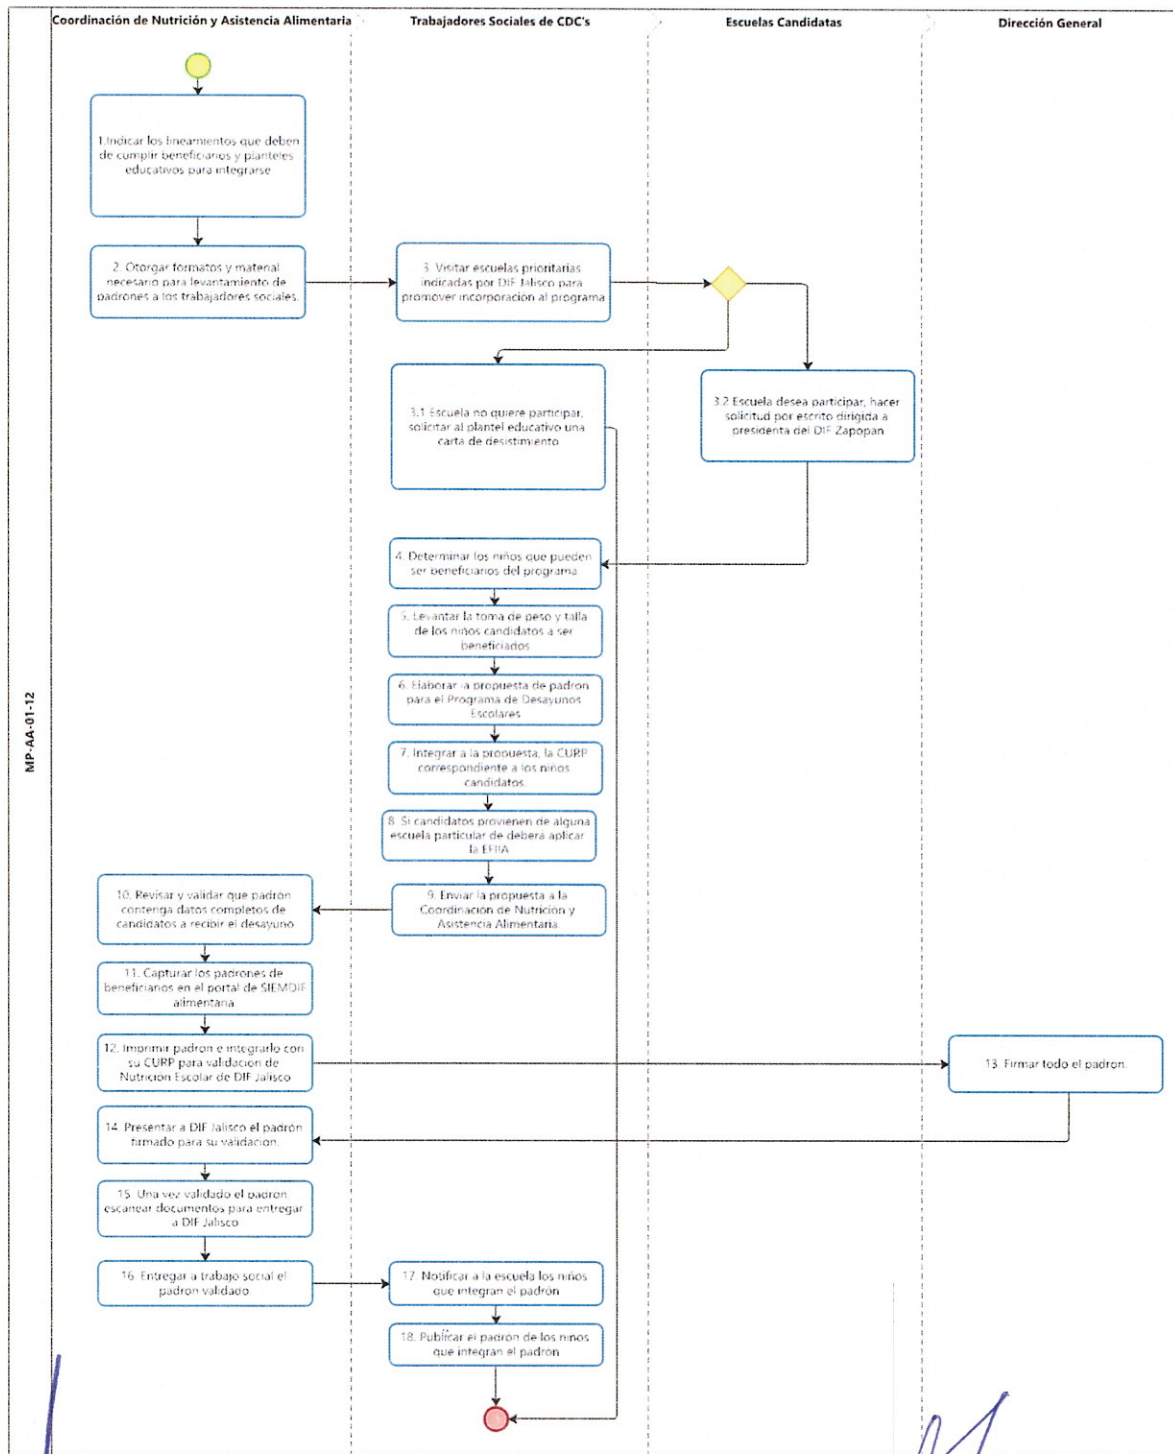 Coordinación de Nutrición y Asistencia Alimentaria
Trabajadores Sociales de CDC's
Escuelas Candidatas
Dirección General
MP-AA-01-12
1.Indicar los lineamientos que deben
de cumplir beneficiarios y planteles
educativos para integrarse
2. Otorgar formatos y material
necesario para levantamiento de
padrones a los trabajadores sociales.
3. Visitar escuelas prioritarias
indicadas por DIF Jalisco para
promover incorporación al programa
3.1 Escuela no quiere participar,
solicitar al plantel educativo una
carta de desistimiento
3.2 Escuela desea participar, hacer
solicitud por escrito dirigida a
presidenta del DIF Zapopan
4. Determinar los niños que pueden
ser beneficiarios del programa
5. Levantar la toma de peso y talla
de los niños candidatos a ser
beneficiados
6. Elaborar la propuesta de padron
para el Programa de Desayunos
Escolares
7. Integrar a la propuesta, la CURP
correspondiente a los niños
candidatos.
8. Si candidatos provienen de alguna
escuela particular de debera aplicar
la EFIIA
9. Enviar la propuesta a la
Coordinación de Nutrición y
Asistencia Alimentaria.
10. Revisar y validar que padron
contenga datos completos de
candidatos a recibir el desayuno
11. Capturar los padrones de
beneficiarios en el portal de SIEMDIF
alimentaria
12. Imprimir padron e integrarlo con
su CURP para validación de
Nutrición Escolar de DIF Jalisco
13. Firmar todo el padron.
14. Presentar a DIF Jalisco el padrón
firmado para su validacion.
15. Una vez validado el padron
escanear documentos para entregar
a DIF Jalisco
16. Entregar a trabajo social el
padron validado
17. Notificar a la escuela los niños
que integran el padrón
18. Publicar el padron de los ninos
que integran el padron